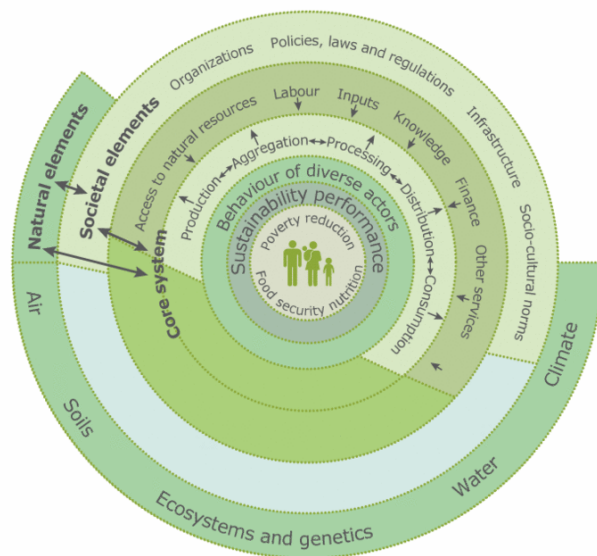 Policies, laws and regulations
Organizations
Infrastructure
Socio-cultural norms
Natural elements
Societal elements
Core system
Access to natural resources
Labour
Inputs
Knowledge
Finance
Other services
Production
Aggregation
Processing
Distribution
Consumption
Behaviour of diverse actors
Sustainability performance
Poverty reduction
Food security nutrition
Air
Soils
Ecosystems and genetics
Water
Climate